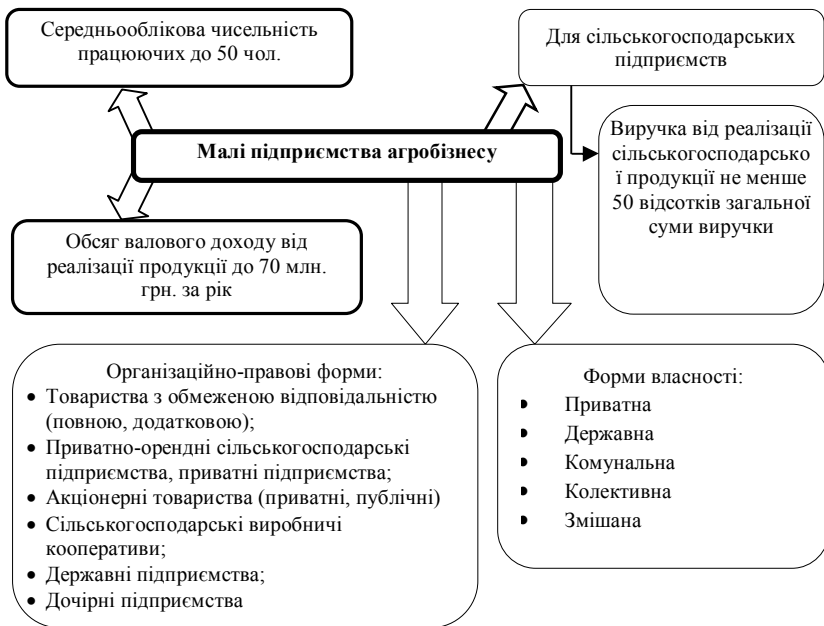 Середньооблікова чисельність
працюючих до 50 чол.
Для сільськогосподарських
підприємств
Малі підприємства агробізнесу
Виручка від реалізації
сільськогосподарсько
ї продукції не менше
50 відсотків загальної
суми виручки
Обсяг валового доходу від
реалізації продукції до 70 млн.
грн. за рік
Організаційно-правові форми:
• Товариства з обмеженою відповідальністю
(повною, додатковою);
• Приватно-орендні сільськогосподарські
підприємства, приватні підприємства;
• Акціонерні товариства (приватні, публічні)
• Сільськогосподарські виробничі
кооперативи;
• Державні підприємства;
• Дочірні підприємства
Форми власності:
Приватна
Державна
Комунальна
Колективна
Змішана